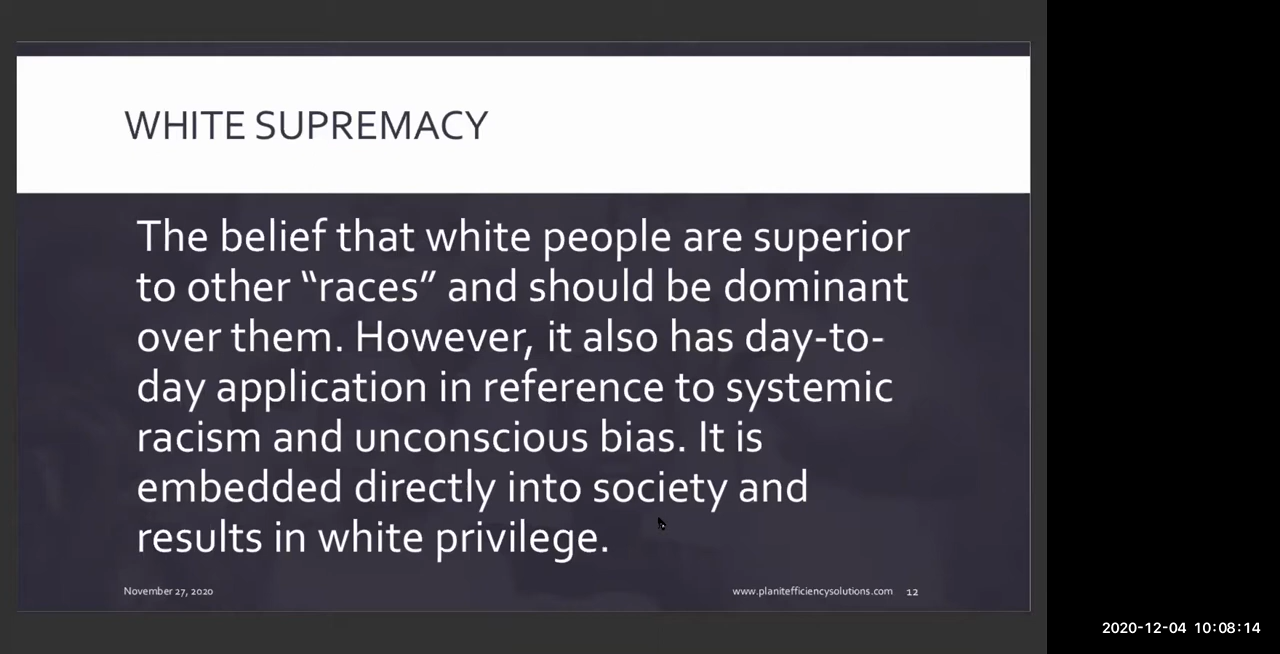 WHITE SUPREMACY
The belief that white people are superior
to other “races” and should be dominant
over them. However, it also has day-to-
day application in reference to systemic
racism and unconscious bias. It is
embedded directly into society and
results in white privilege.
November 27, 2020
www.planitefficiencysolutions.com 12
2020-12-04 10:08:14